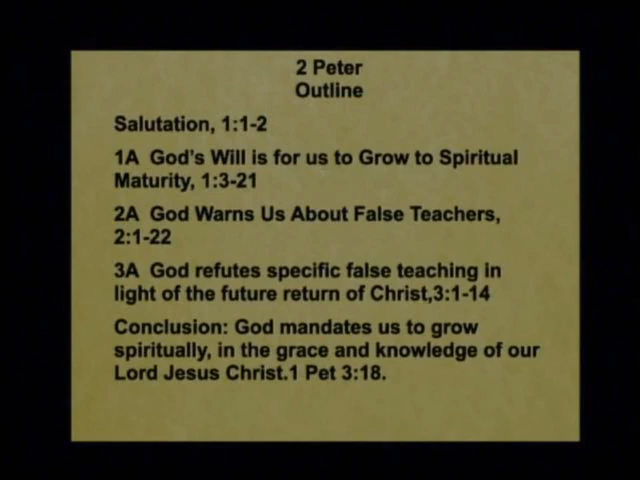 2 Peter
Outline
Salutation, 1:1-2
1A God's Will is for us to Grow to Spiritual
Maturity, 1:3-21
2A God Warns Us About False Teachers,
2:1-22
3A God refutes specific false teaching in
light of the future return of Christ,3:1-14
Conclusion: God mandates us to grow
spiritually, in the grace and knowledge of our
Lord Jesus Christ.1 Pet 3:18.